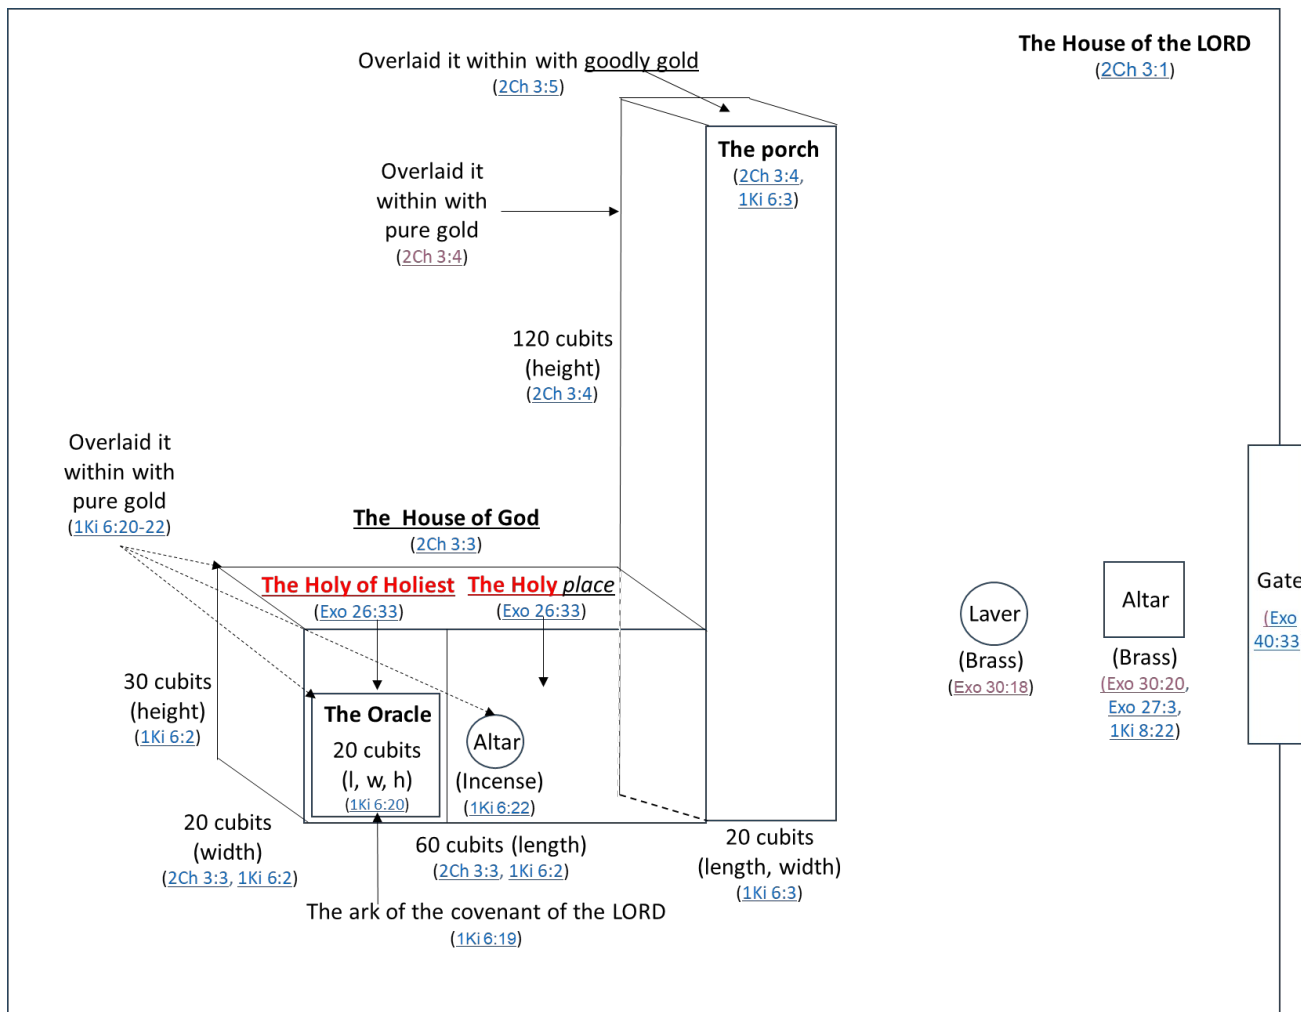 The House of the LORD
(2Ch 3:1)
Overlaid it within with goodly gold
(2Ch 3:5)
The porch
(2Ch 3:4,
1Ki 6:3)
Overlaid it
within with
pure gold
(2Ch 3:4)
120 cubits
(height)
(2Ch 3:4)
Overlaid it
within with
pure gold
(1Ki 6:20-22)
The House of God
(2Ch 3:3)
The Holy of Holiest
(Exo 26:33)
The Holy place
(Exo 26:33)
30 cubits
(height)
(1Ki 6:2)
The Oracle
20 cubits
(l, w, h)
(1Ki 6:20)
Altar
(Incense)
(1Ki 6:22)
20 cubits
(width)
(2Ch 3:3, 1Ki 6:2)
60 cubits (length)
(2Ch 3:3, 1Ki 6:2)
20 cubits
(length, width)
(1Ki 6:3)
The ark of the covenant of the LORD
(1Ki 6:19)
Laver
(Brass)
(Exo 30:18)
Altar
(Brass)
(Exo 30:20,
Exo 27:3,
1Ki 8:22)
Gate
(Exo
40:33